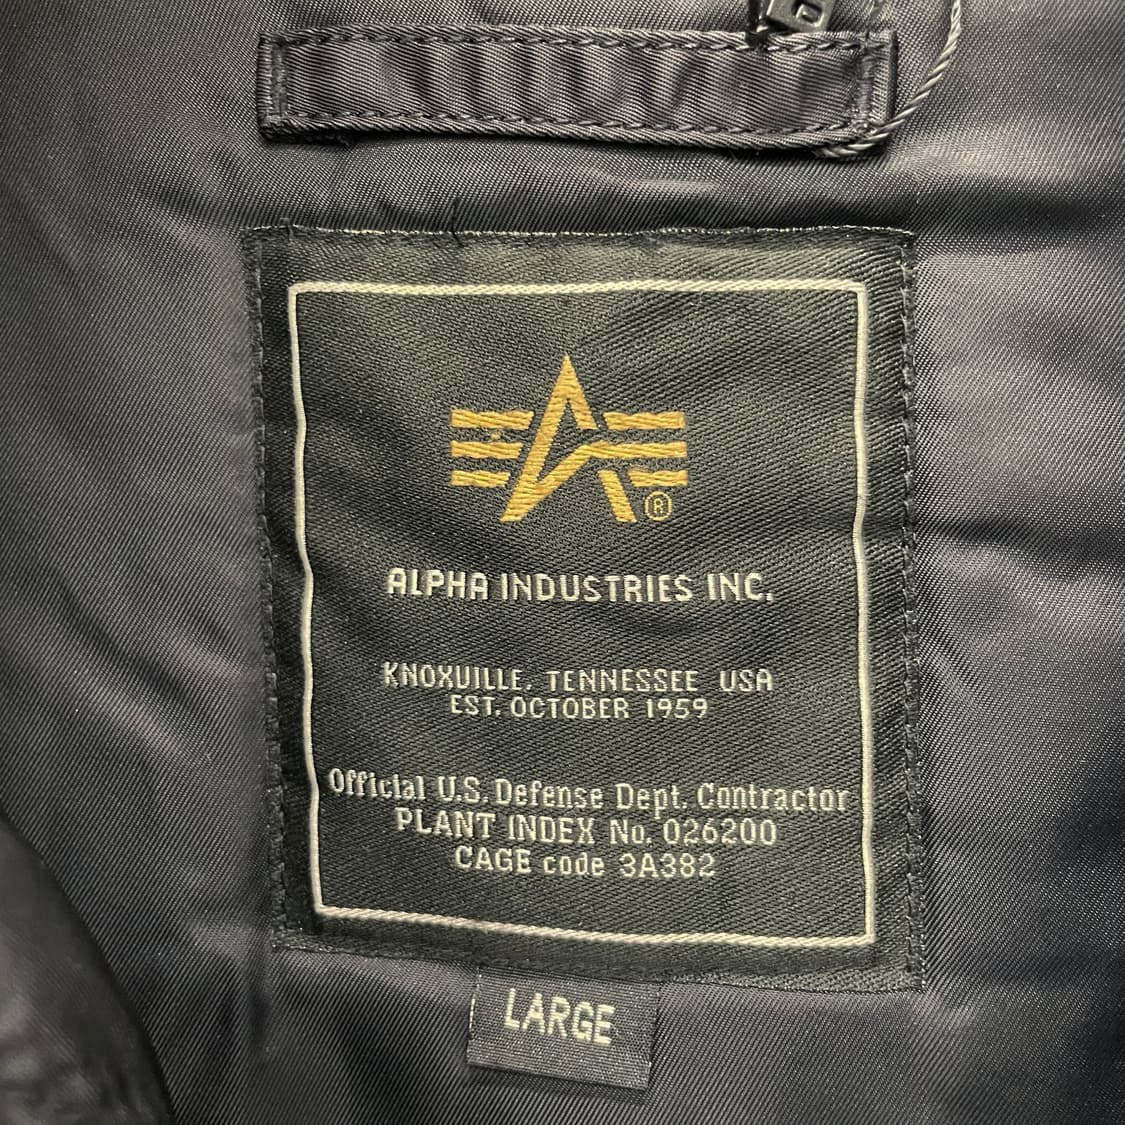 ®
ALPHA INDUSTRIES INC.
KNOXVILLE, TENNESSEE USA
EST. OCTOBER 1959
Official U.S. Defense Dept. Contractor
PLANT INDEX No. 026200
CAGE code 3A382
LARGE